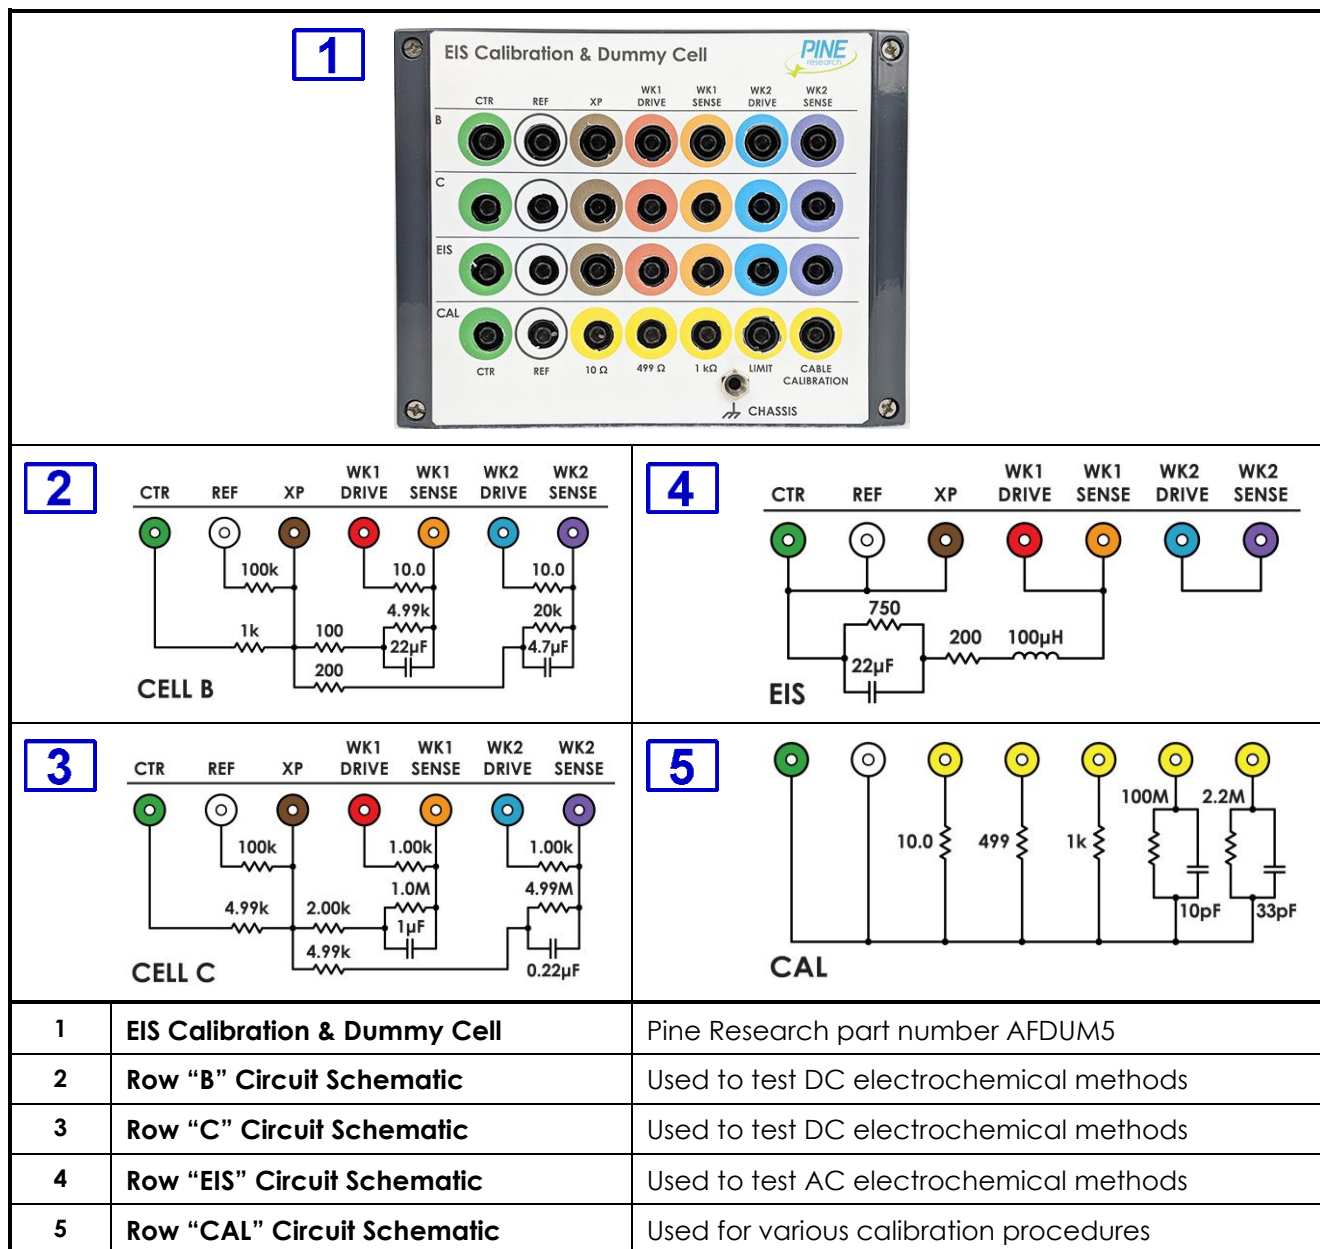 1
EIS Calibration & Dummy Cell
PINE
research
CTR REF XP WK1 DRIVE WK1 SENSE WK2 DRIVE WK2 SENSE
B
C
EIS
CAL
CTR REF 10 Ω 499 Ω 1 kΩ LIMIT CABLE CALIBRATION
CHASSIS
2
CTR REF XP WK1 DRIVE WK1 SENSE WK2 DRIVE WK2 SENSE
100k 10.0 10.0
4.99k 20k
1k 100 22µF 4.7µF
200
CELL B
4
CTR REF XP WK1 DRIVE WK1 SENSE WK2 DRIVE WK2 SENSE
750
200 100µH
22µF
EIS
3
CTR REF XP WK1 DRIVE WK1 SENSE WK2 DRIVE WK2 SENSE
100k 1.00k 1.00k
1.0M 4.99M
4.99k 2.00k 1µF
4.99k 0.22µF
CELL C
5
100M 2.2M
10.0 499 1k
10pF 33pF
CAL
1 EIS Calibration & Dummy Cell Pine Research part number AFDUM5
2 Row “B” Circuit Schematic Used to test DC electrochemical methods
3 Row “C” Circuit Schematic Used to test DC electrochemical methods
4 Row “EIS” Circuit Schematic Used to test AC electrochemical methods
5 Row “CAL” Circuit Schematic Used for various calibration procedures